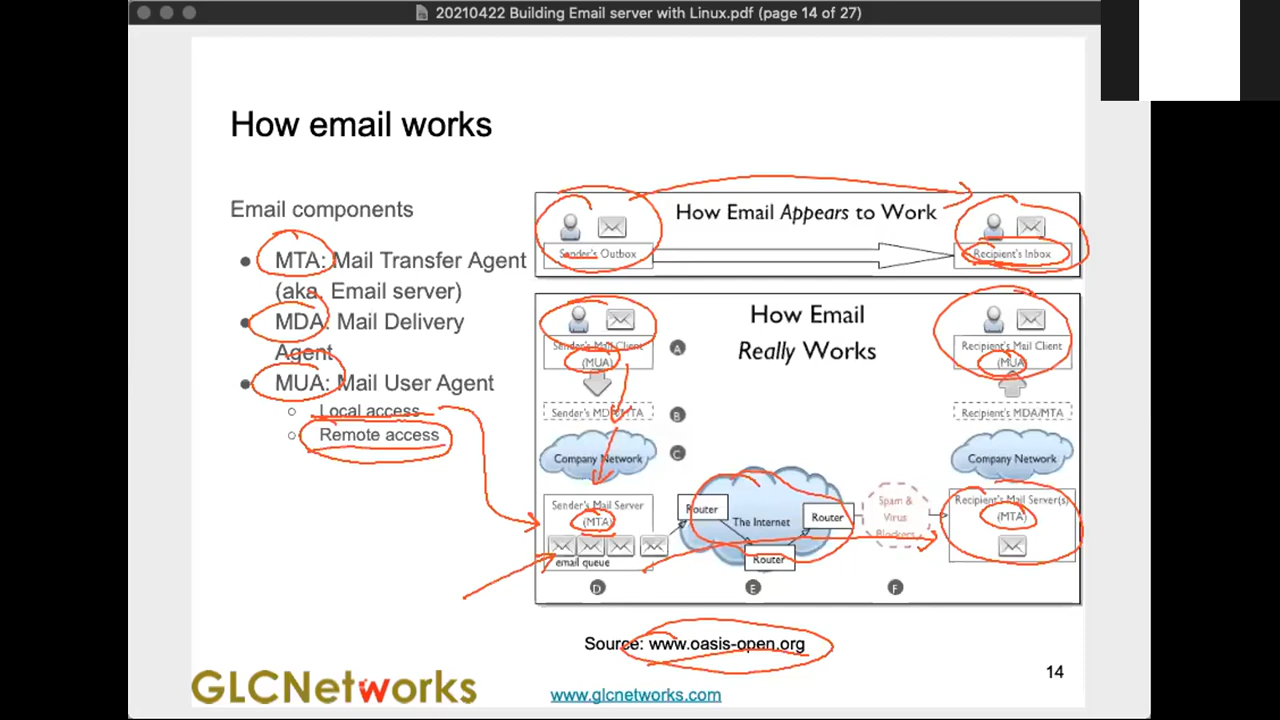 20210422 Building Email server with Linux.pdf (page 14 of 27)
How email works
Email components
● MTA: Mail Transfer Agent
(aka. Email server)
● MDA: Mail Delivery
Agent
● MUA: Mail User Agent
○ Local access
○ Remote access
How Email Appears to Work
Sender's Outbox
Recipient's Inbox
How Email
Really Works
Sender's Mail Client
(MUA)
A
Recipient's Mail Client
(MUA)
Sender's MDA/MTA
B
Recipient's MDA/MTA
Company Network
C
Company Network
Sender's Mail Server
(MTA)
email queue
Router
The Internet
Router
Router
Spam &
Virus
Blockers
Recipient's Mail Server(s)
(MTA)
D
E
F
Source: www.oasis-open.org
14
GLCNetworks
www.glcnetworks.com